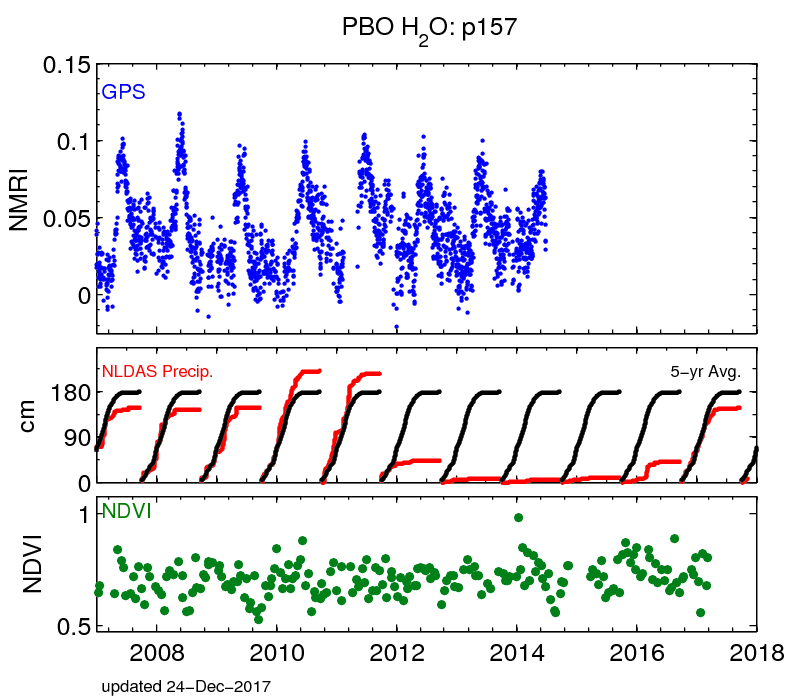 PBO H2O: p157
0.15
GPS
0.1
NMRI
0.05
0
NLDAS Precip.
5-yr Avg.
180
cm
90
0
NDVI
1
NDVI
0.5
2008 2010 2012 2014 2016 2018
updated 24-Dec-2017